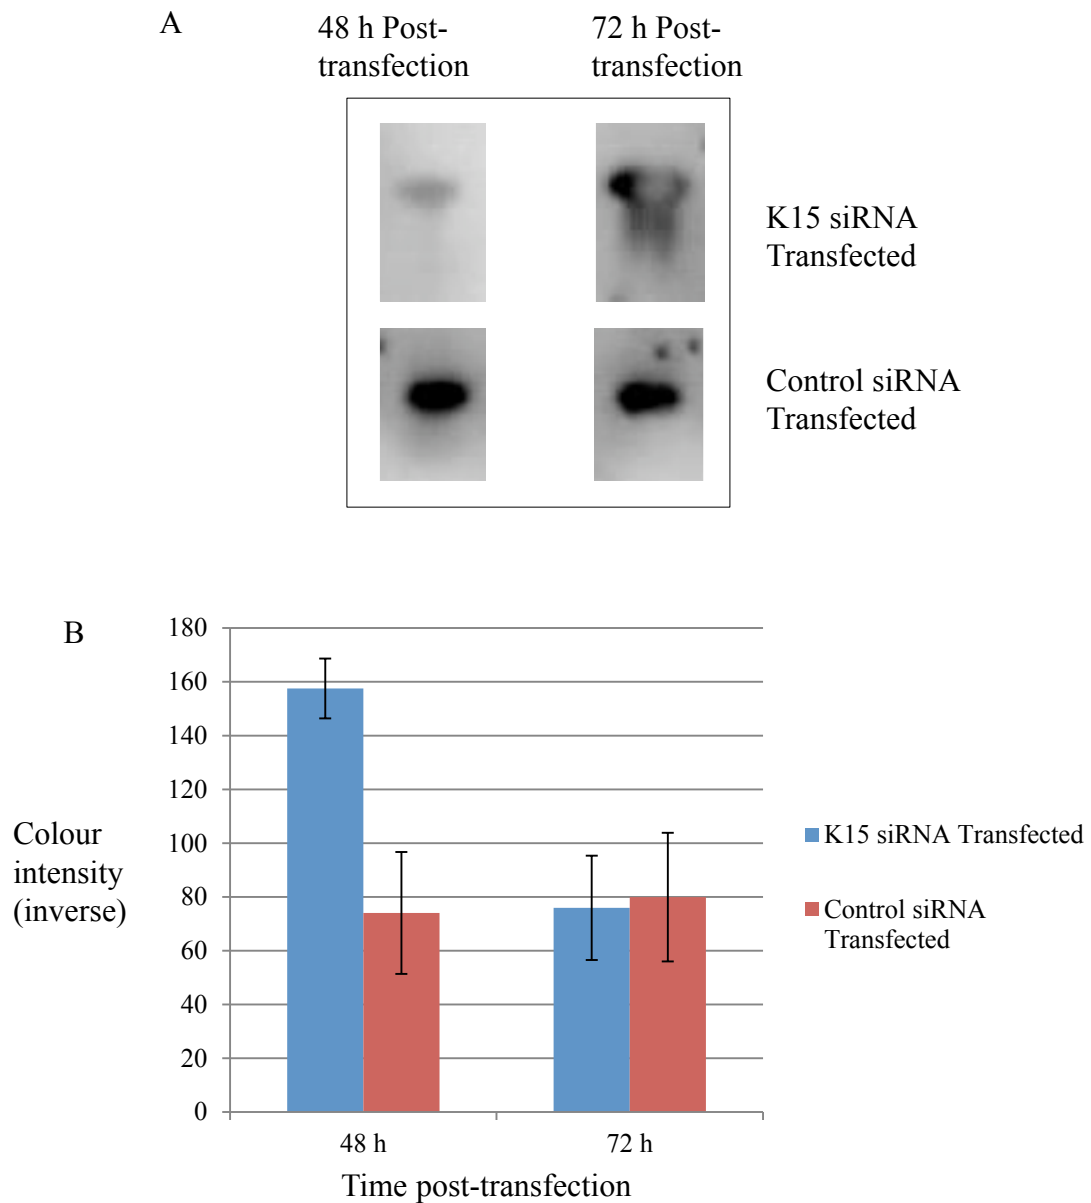 A
48 h Post-
transfection
72 h Post-
transfection
K15 siRNA
Transfected
Control siRNA
Transfected
B
180
160
140
120
100
80
60
40
20
0
Colour
intensity
(inverse)
48 h
72 h
Time post-transfection
K15 siRNA Transfected
Control siRNA
Transfected